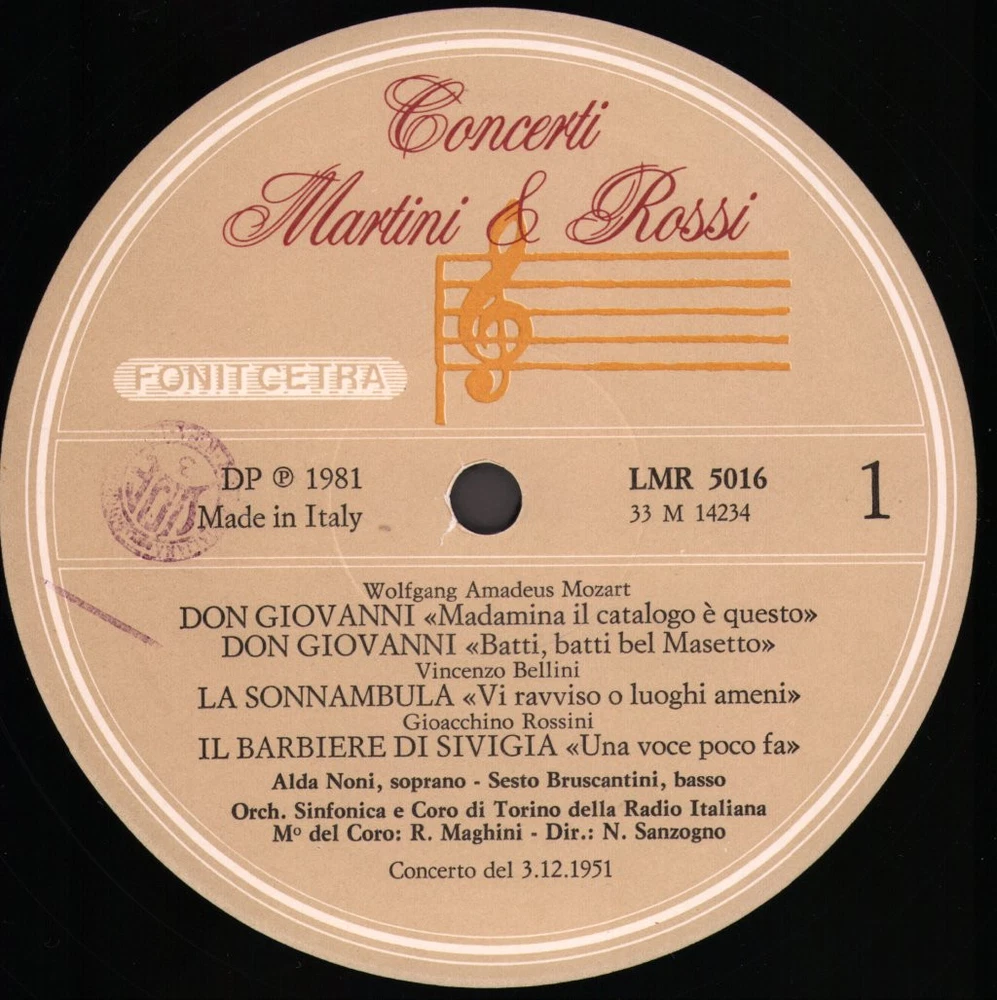 Concerti
Martini & Rossi
FONIT CETRA
DP ℗ 1981
LMR 5016
Made in Italy
33 M 14234
1
Wolfgang Amadeus Mozart
DON GIOVANNI «Madamina il catalogo è questo»
DON GIOVANNI «Batti, batti bel Masetto»
Vincenzo Bellini
LA SONNAMBULA «Vi ravviso o luoghi ameni»
Gioacchino Rossini
IL BARBIERE DI SIVIGIA «Una voce poco fa»
Alda Noni, soprano - Sesto Bruscantini, basso
Orch. Sinfonica e Coro di Torino della Radio Italiana
Mº del Coro: R. Maghini - Dir.: N. Sanzogno
Concerto del 3.12.1951